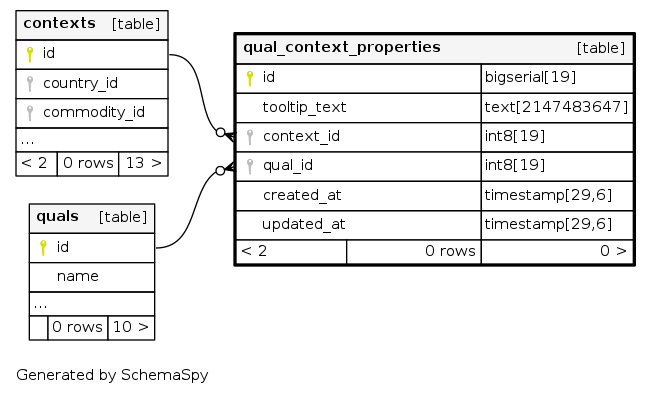 contexts [table]
id
country_id
commodity_id
...
< 2 0 rows 13 >
qual_context_properties [table]
id bigserial[19]
tooltip_text text[2147483647]
context_id int8[19]
qual_id int8[19]
created_at timestamp[29,6]
updated_at timestamp[29,6]
< 2 0 rows 0 >
quals [table]
id
name
...
0 rows 10 >
Generated by SchemaSpy